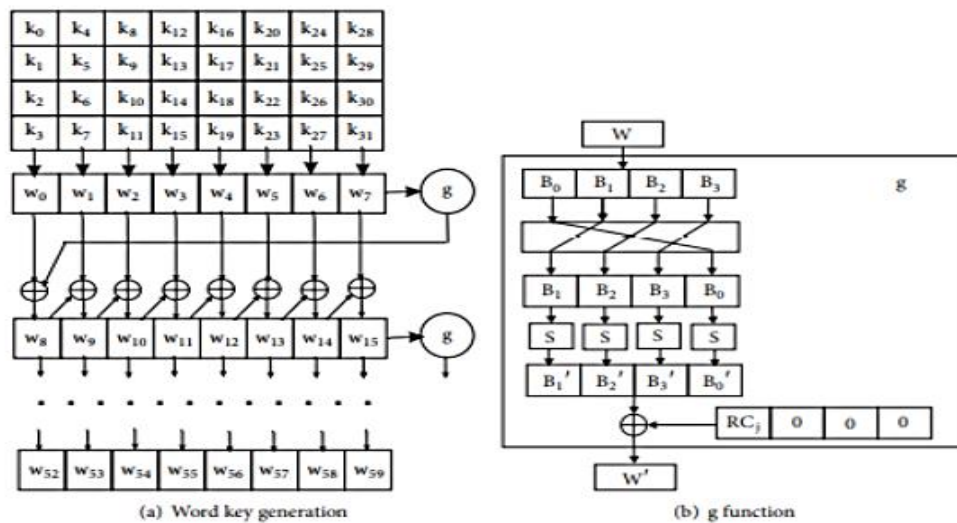 k0 k4 k8 k12 k16 k20 k24 k28
k1 k5 k9 k13 k17 k21 k25 k29
k2 k6 k10 k14 k18 k22 k26 k30
k3 k7 k11 k15 k19 k23 k27 k31
w0 w1 w2 w3 w4 w5 w6 w7 g
w8 w9 w10 w11 w12 w13 w14 w15 g
w52 w53 w54 w55 w56 w57 w58 w59
(a) Word key generation
W
g
B0 B1 B2 B3
B1 B2 B3 B0
S S S S
B1′ B2′ B3′ B0′
RCj 0 0 0
W'
(b) g function